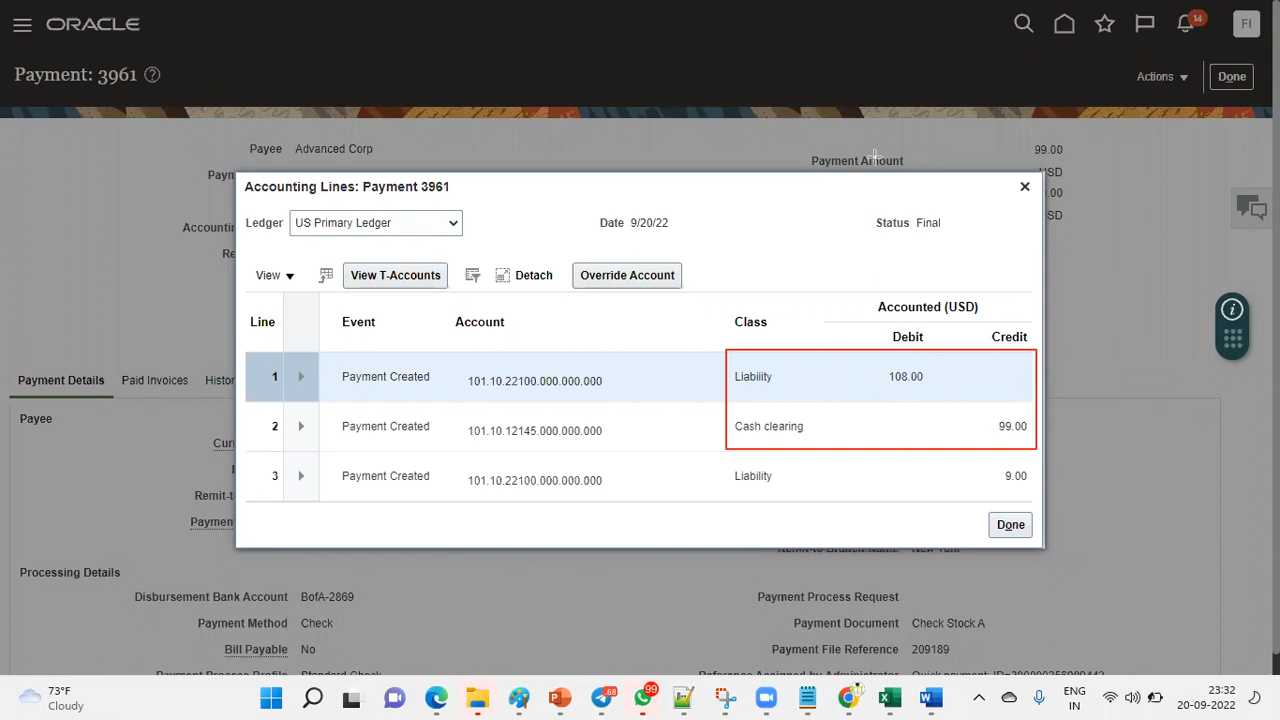 ORACLE
14
FI
Payment: 3961
Actions
Done
Payee Advanced Corp
Payment Amount
99.00
USD
USD
Accounting Lines: Payment 3961
Ledger US Primary Ledger
Date 9/20/22
Status Final
View
View T-Accounts
Detach
Override Account
Line
Event
Account
Class
Accounted (USD)
Debit
Credit
1 Payment Created 101.10.22100.000.000.000 Liability 108.00
2 Payment Created 101.10.12145.000.000.000 Cash clearing 99.00
3 Payment Created 101.10.22100.000.000.000 Liability 9.00
Done
Payment Details
Paid Invoices
Payee
Processing Details
Disbursement Bank Account BofA-2869
Payment Method Check
Bill Payable No
Payment Process Request
Payment Document Check Stock A
Payment File Reference 209189
73°F
Cloudy
.68
99
ENG
IN
23:32
20-09-2022